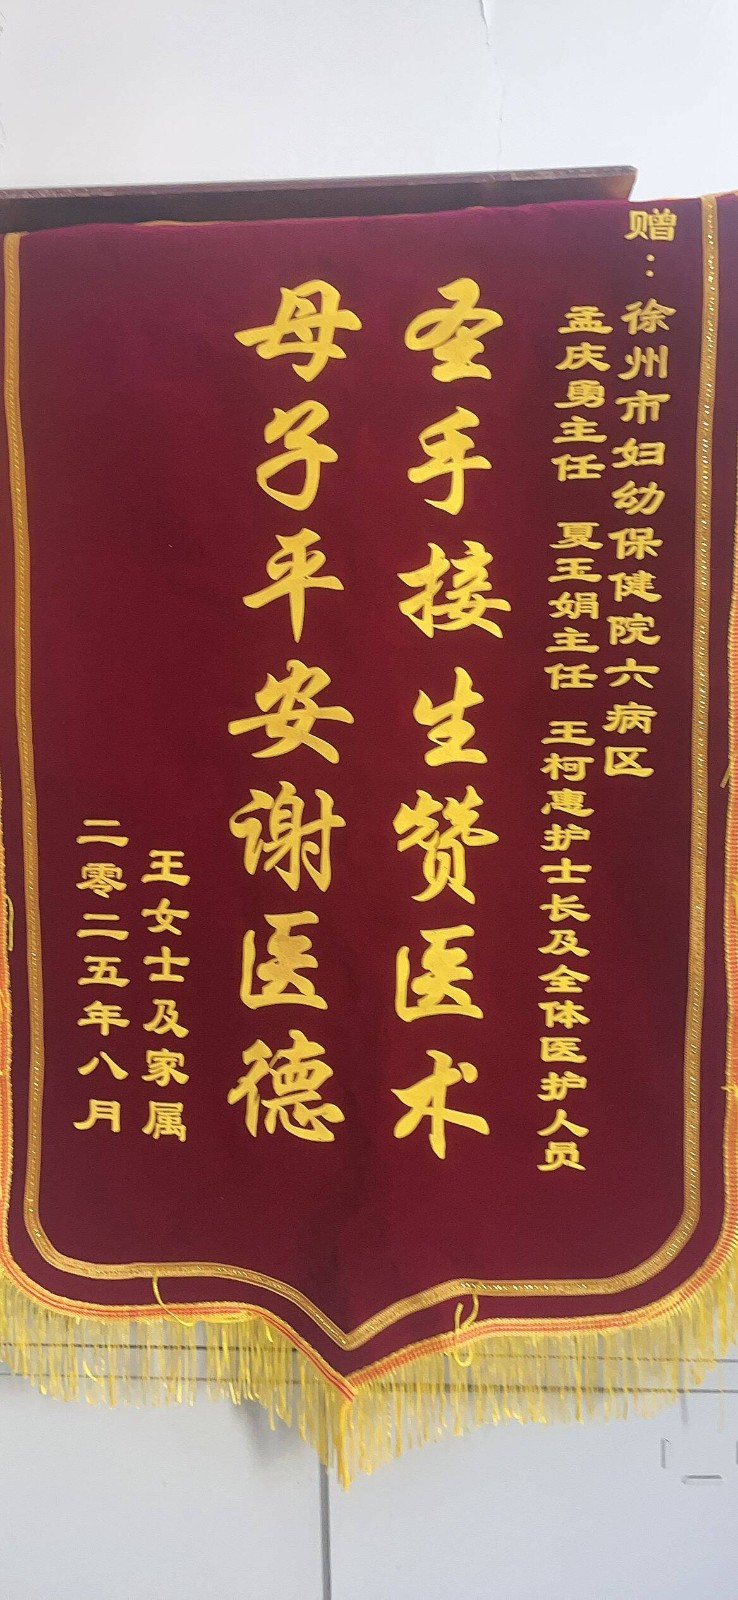 赠：徐州市妇幼保健院六病区
孟庆勇主任 夏玉娟主任 王柯惠护士长及全体医护人员
圣手接生赞医术
母子平安谢医德
王女士及家属
二零二五年八月